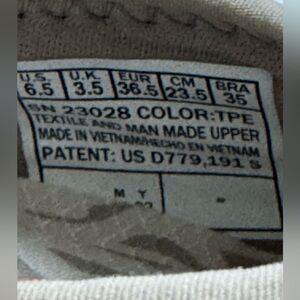 U.S. U.K. EUR CM BRA
6.5 3.5 36.5 23.5 35
SN 23028 COLOR:TPE
TEXTILE AND MAN MADE UPPER
MADE IN VIETNAM/HECHO EN VIETNAM
PATENT: US D779,191 S
M Y